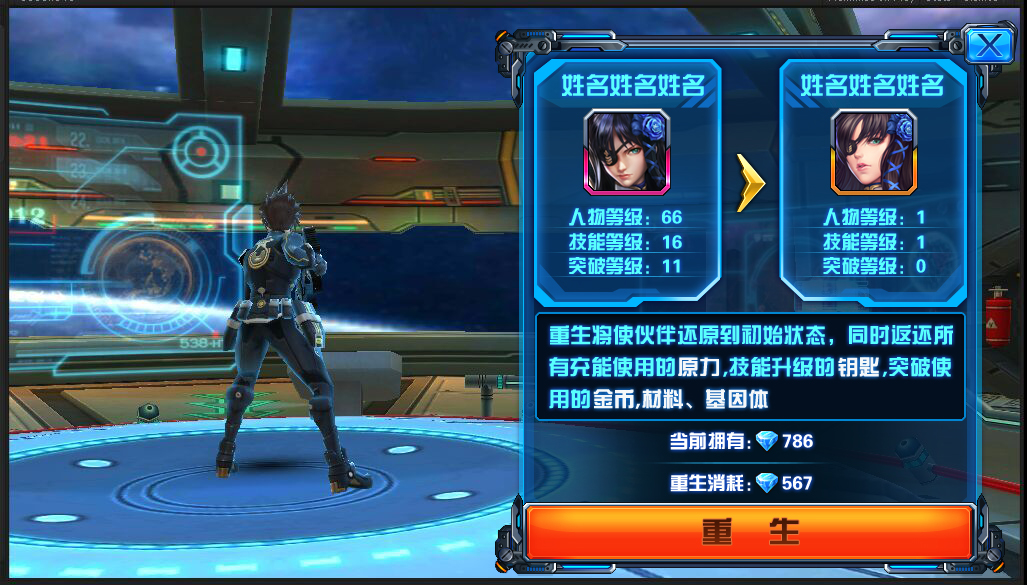 姓名姓名姓名
姓名姓名姓名
人物等级：66
技能等级：16
突破等级：11
人物等级：1
技能等级：1
突破等级：0
重生将使伙伴还原到初始状态，同时返还所
有充能使用的原力,技能升级的钥匙,突破使
用的金币,材料、基因体
当前拥有:786
重生消耗:567
重 生
22
23
538-H